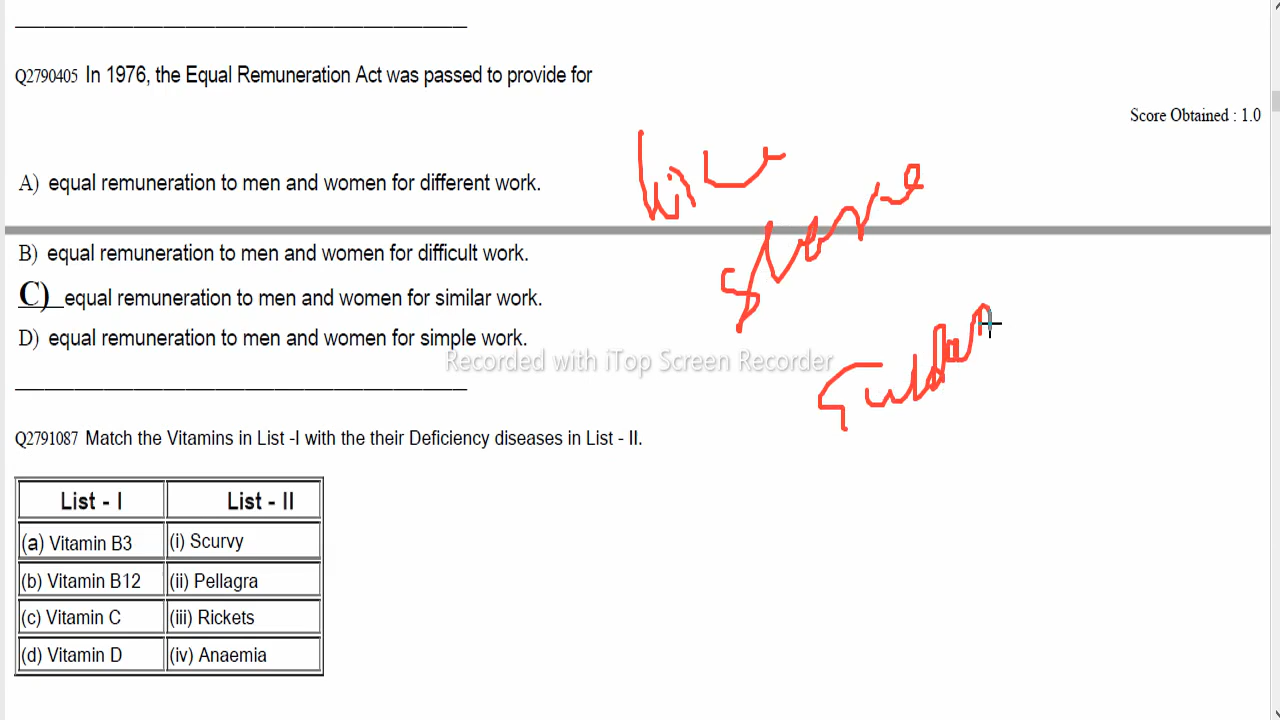 Q2790405 In 1976, the Equal Remuneration Act was passed to provide for
Score Obtained : 1.0
A) equal remuneration to men and women for different work.
B) equal remuneration to men and women for difficult work.
C) equal remuneration to men and women for similar work.
D) equal remuneration to men and women for simple work.
Recorded with iTop Screen Recorder
Q2791087 Match the Vitamins in List -I with the their Deficiency diseases in List - II.
List - I List - II
(a) Vitamin B3 (i) Scurvy
(b) Vitamin B12 (ii) Pellagra
(c) Vitamin C (iii) Rickets
(d) Vitamin D (iv) Anaemia